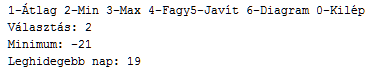 1-Átlag 2-Min 3-Max 4-Fagy5-Javít 6-Diagram 0-Kilép
Választás: 2
Minimum: -21
Leghidegebb nap: 19